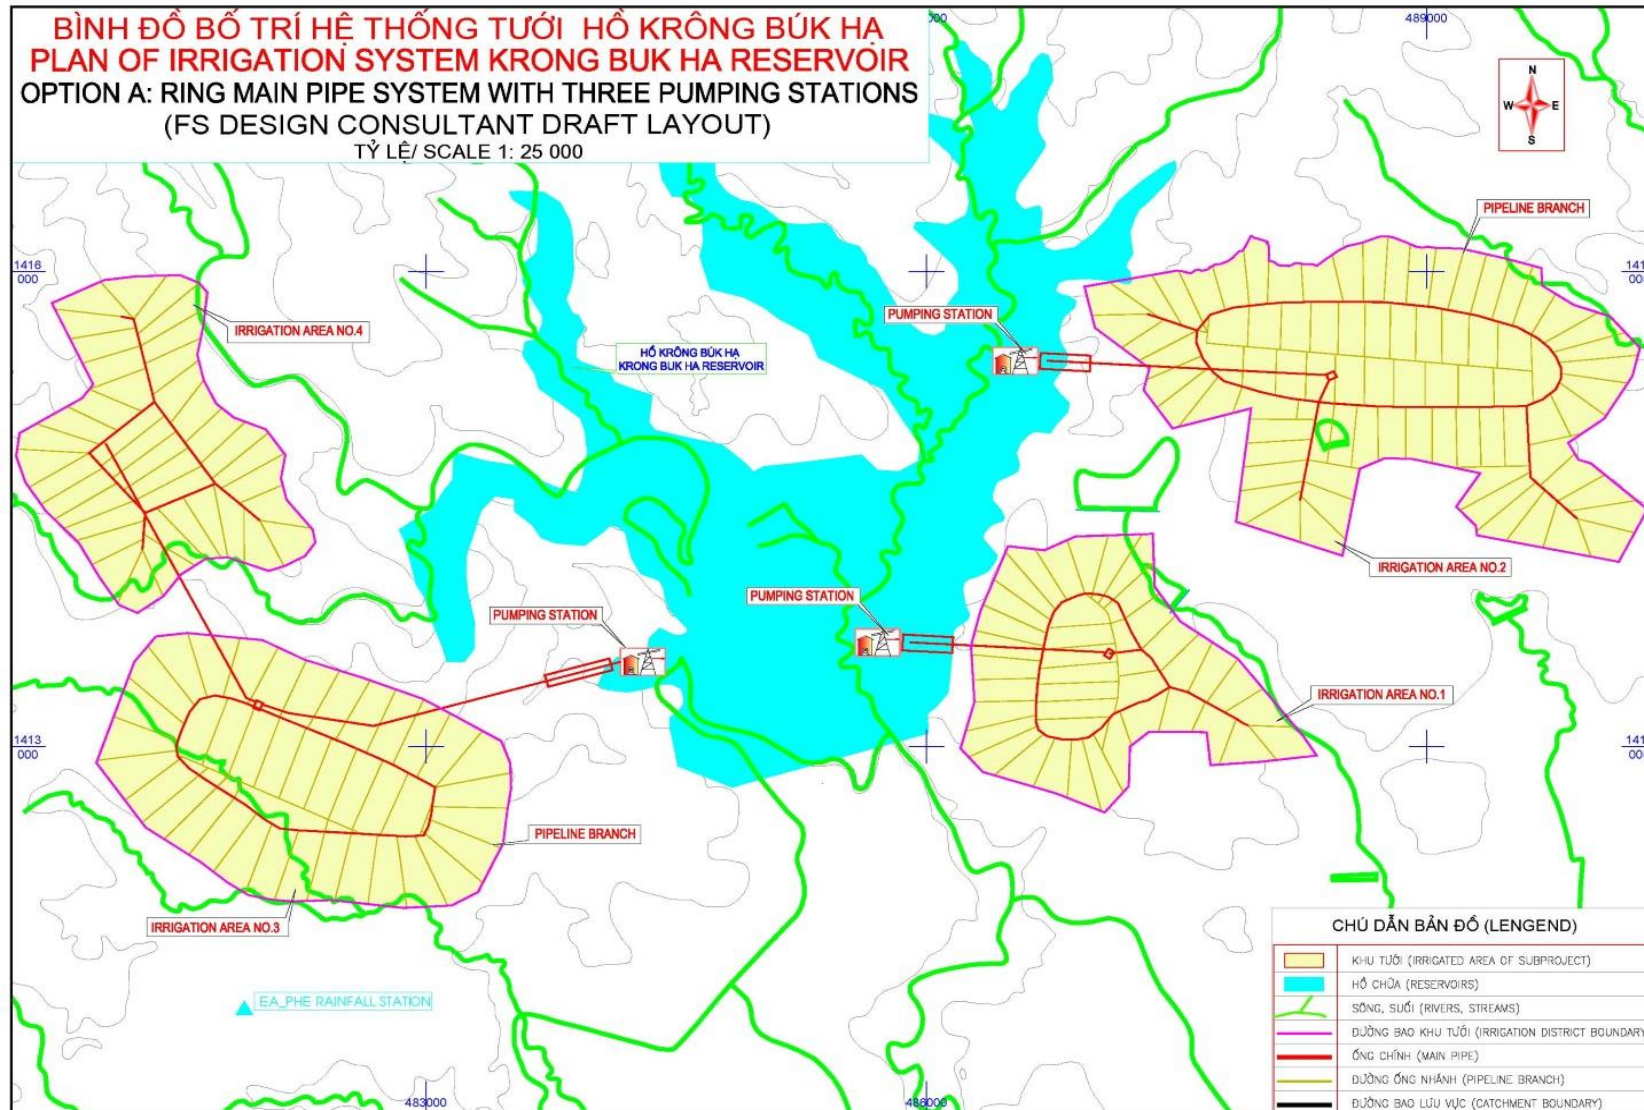 BÌNH ĐỒ BỐ TRÍ HỆ THỐNG TƯỚI HỒ KRÔNG BÚK HẠ
PLAN OF IRRIGATION SYSTEM KRONG BUK HA RESERVOIR
OPTION A: RING MAIN PIPE SYSTEM WITH THREE PUMPING STATIONS
(FS DESIGN CONSULTANT DRAFT LAYOUT)
TỶ LỆ/ SCALE 1: 25 000
000
489000
N
W E
S
PIPELINE BRANCH
1416
000
141
00
IRRIGATION AREA NO.4
PUMPING STATION
HỒ KRÔNG BÚK HẠ
KRONG BUK HA RESERVOIR
IRRIGATION AREA NO.2
PUMPING STATION
PUMPING STATION
IRRIGATION AREA NO.1
1413
000
141
00
PIPELINE BRANCH
IRRIGATION AREA NO.3
EA_PHE RAINFALL STATION
483000
486000
CHÚ DẪN BẢN ĐỒ (LENGEND)
KHU TƯỚI (IRRIGATED AREA OF SUBPROJECT)
HỒ CHỨA (RESERVOIRS)
SÔNG, SUỐI (RIVERS, STREAMS)
ĐƯỜNG BAO KHU TƯỚI (IRRIGATION DISTRICT BOUNDARY
ỐNG CHÍNH (MAIN PIPE)
ĐƯỜNG ỐNG NHÁNH (PIPELINE BRANCH)
ĐƯỜNG BAO LƯU VỰC (CATCHMENT BOUNDARY)